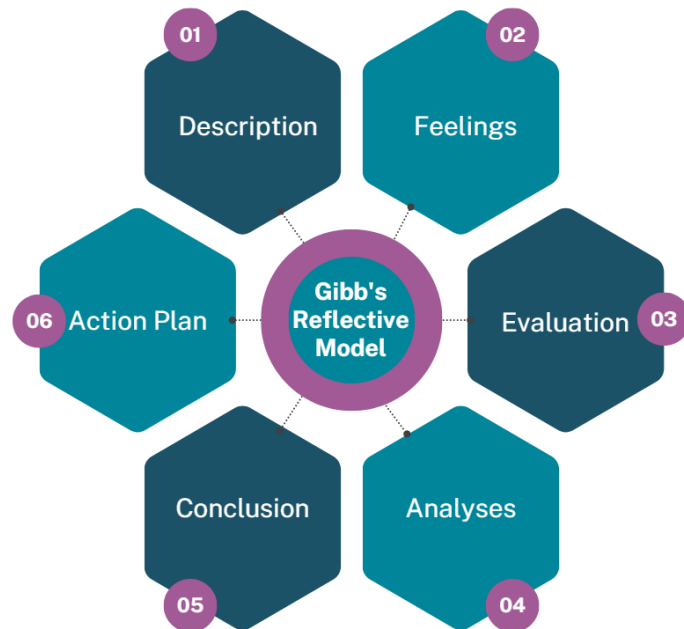 01
Description
02
Feelings
03
Evaluation
04
Analyses
05
Conclusion
06
Action Plan
Gibb's
Reflective
Model